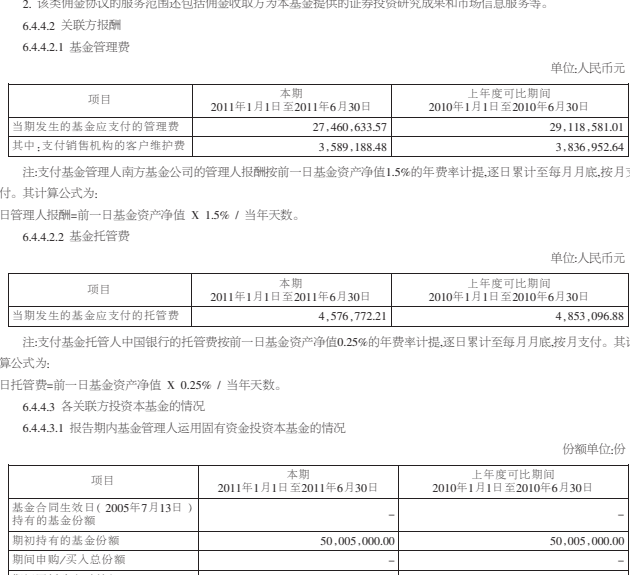 2. 该类佣金协议的服务范围还包括佣金收取方为本基金提供的证券投资研究成果和市场信息服务等。
6.4.4.2 关联方报酬
6.4.4.2.1 基金管理费
单位:人民币元
项目 本期 2011年1月1日至2011年6月30日 上年度可比期间 2010年1月1日至2010年6月30日
当期发生的基金应支付的管理费 27,460,633.57 29,118,581.01
其中:支付销售机构的客户维护费 3,589,188.48 3,836,952.64
注:支付基金管理人南方基金公司的管理人报酬按前一日基金资产净值1.5%的年费率计提,逐日累计至每月月底,按月支
付。其计算公式为:
日管理人报酬=前一日基金资产净值 X 1.5% / 当年天数。
6.4.4.2.2 基金托管费
单位:人民币元
项目 本期 2011年1月1日至2011年6月30日 上年度可比期间 2010年1月1日至2010年6月30日
当期发生的基金应支付的托管费 4,576,772.21 4,853,096.88
注:支付基金托管人中国银行的托管费按前一日基金资产净值0.25%的年费率计提,逐日累计至每月月底,按月支付。其计
算公式为:
日托管费=前一日基金资产净值 X 0.25% / 当年天数。
6.4.4.3 各关联方投资本基金的情况
6.4.4.3.1 报告期内基金管理人运用固有资金投资本基金的情况
份额单位:份
项目 本期 2011年1月1日至2011年6月30日 上年度可比期间 2010年1月1日至2010年6月30日
基金合同生效日( 2005年7月13日 )
持有的基金份额 – –
期初持有的基金份额 50,005,000.00 50,005,000.00
期间申购/买入总份额 – –